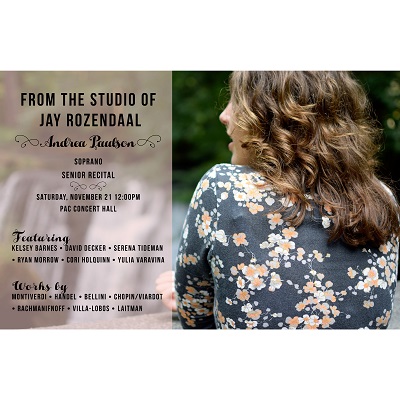 FROM THE STUDIO OF
JAY ROZENDAAL
Andrea Paulson
SOPRANO
SENIOR RECITAL
SATURDAY, NOVEMBER 21 12:00PM
PAC CONCERT HALL
Featuring
KELSEY BARNES • DAVID DECKER • SERENA TIDEMAN
• RYAN MORROW • CORI HOLQUINN • YULIA VARAVINA
Works by
MONTIVERDI • HANDEL • BELLINI • CHOPIN/VIARDOT
• RACHMANIFNOFF • VILLA-LOBOS • LAITMAN